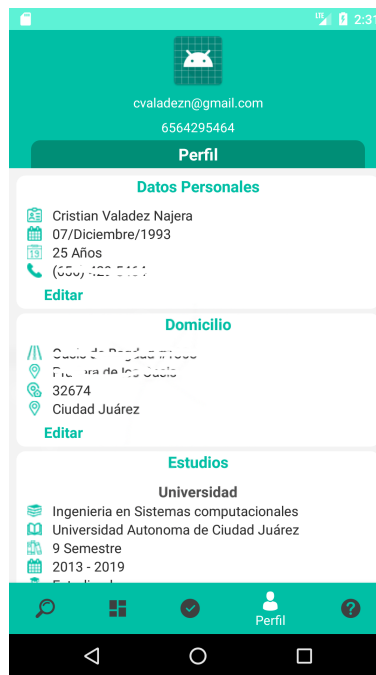 LTE 2:31
cvaladezn@gmail.com
6564295464
Perfil
Datos Personales
Cristian Valadez Najera
07/Diciembre/1993
19 25 Años
Editar
Domicilio
32674
Ciudad Juárez
Editar
Estudios
Universidad
Ingenieria en Sistemas computacionales
Universidad Autonoma de Ciudad Juárez
9 Semestre
2013 - 2019
Perfil